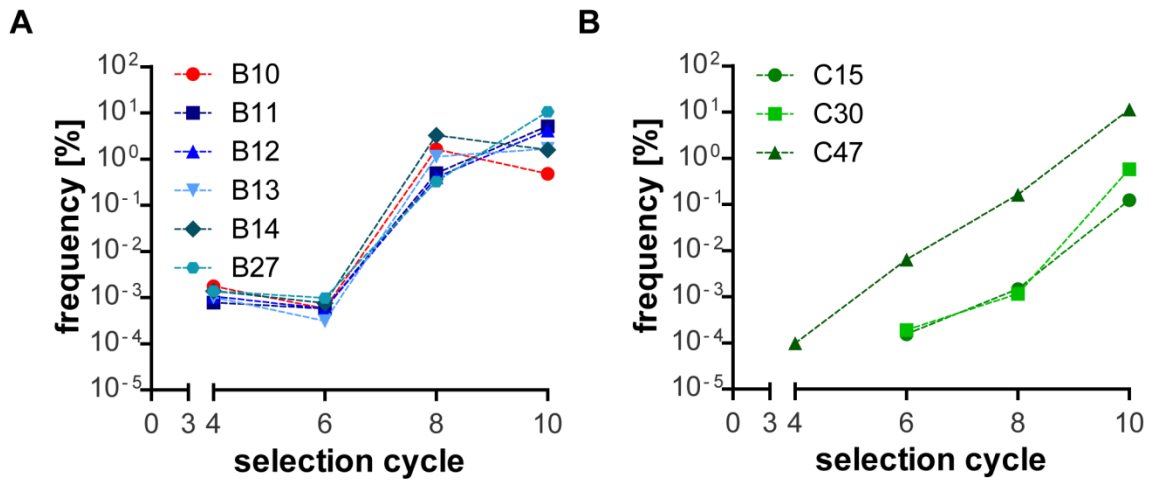 A
frequency [%]
10²
10¹
10⁰
10⁻¹
10⁻²
10⁻³
10⁻⁴
10⁻⁵
B10
B11
B12
B13
B14
B27
0 3 4 6 8 10
selection cycle
B
frequency [%]
10²
10¹
10⁰
10⁻¹
10⁻²
10⁻³
10⁻⁴
10⁻⁵
C15
C30
C47
0 3 4 6 8 10
selection cycle